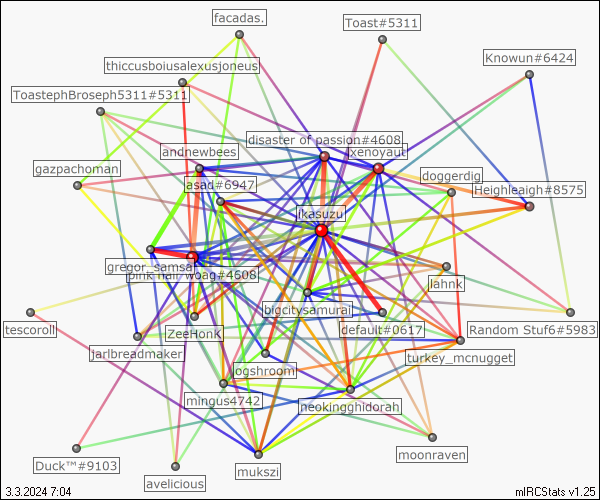 facadas.
Toast#5311
thiccusboiusalexusjoneus
Knowun#6424
ToastephBroseph5311#5311
disaster of passion#4608
andnewbees
xenovaut
gazpachoman
doggerdig
asad#6947
Heighleaigh#8575
ikasuzu
gregor_samsa
pink hair woag#4608
lahnk
bigcitysamurai
tescoroll
ZeeHonk
default#0617
Random Stuf6#5983
jarlbreadmaker
turkey_mcnugget
ogshroom
mingus4742
neokingghidorah
moonraven
Duck™#9103
mukszi
avelicious
3.3.2024 7:04
mIRCStats v1.25